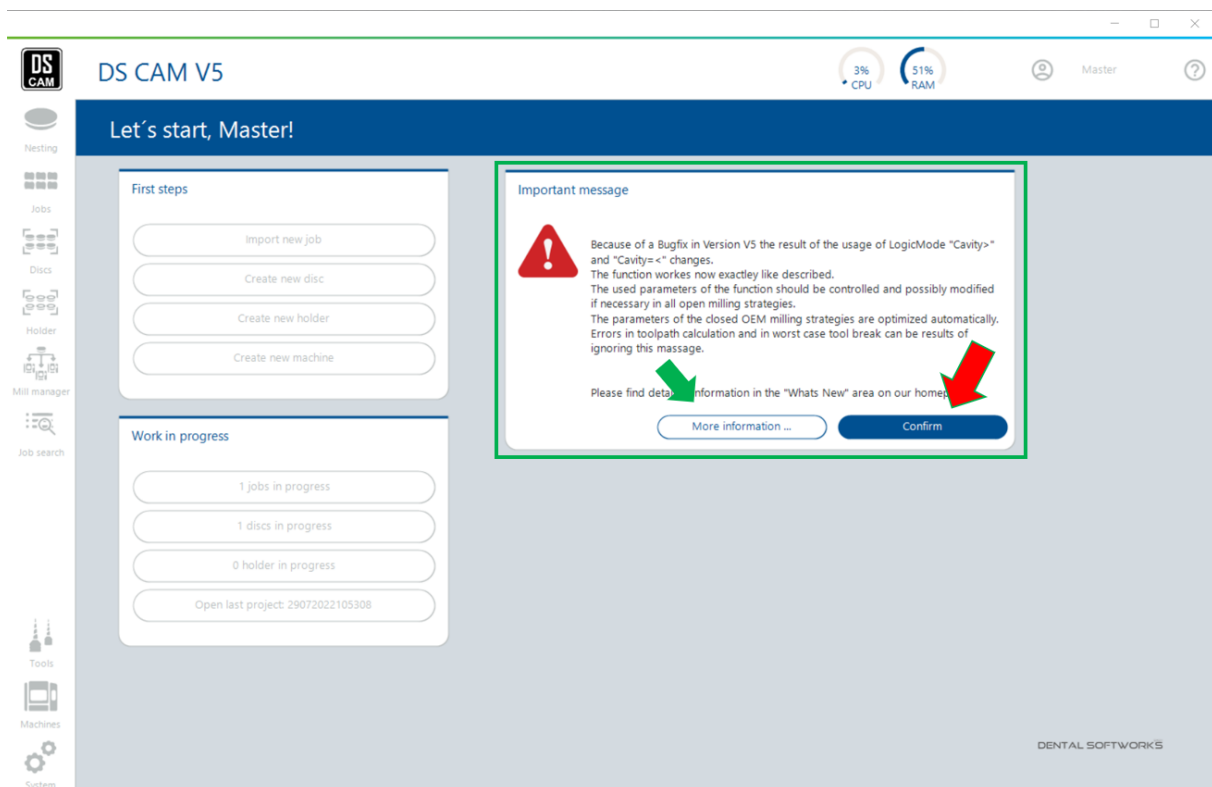 DS
CAM
DS CAM V5
3%
CPU
51%
RAM
Master
Let´s start, Master!
Nesting
Jobs
Discs
Holder
Mill manager
Job search
Tools
Machines
System
First steps
Import new job
Create new disc
Create new holder
Create new machine
Work in progress
1 jobs in progress
1 discs in progress
0 holder in progress
Open last project: 29072022105308
Important message
Because of a Bugfix in Version V5 the result of the usage of LogicMode "Cavity>"
and "Cavity=<" changes.
The function workes now exactley like described.
The used parameters of the function should be controlled and possibly modified
if necessary in all open milling strategies.
The parameters of the closed OEM milling strategies are optimized automatically.
Errors in toolpath calculation and in worst case tool break can be results of
ignoring this massage.
Please find information in the "Whats New" area on our
More information ...
Confirm
DENTAL SOFTWORKS